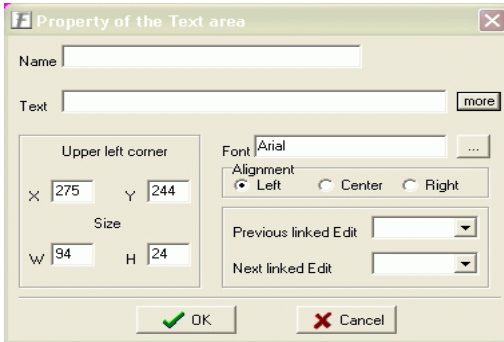 Property of the Text area
Name
Text more
Upper left corner
X 275 Y 244
Size
W 94 H 24
Font Arial ...
Alignment
Left Center Right
Previous linked Edit
Next linked Edit
OK Cancel